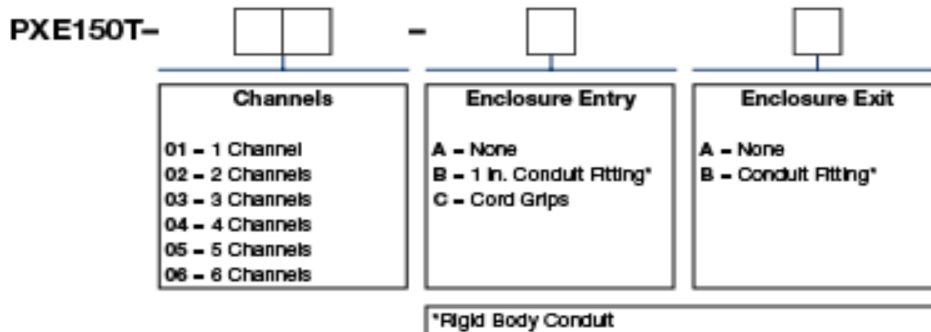 PXE150T- -
Channels
01 – 1 Channel
02 – 2 Channels
03 – 3 Channels
04 – 4 Channels
05 – 5 Channels
06 – 6 Channels
Enclosure Entry
A – None
B – 1 In. Conduit Fitting*
C – Cord Grips
Enclosure Exit
A – None
B – Conduit Fitting*
*Rigid Body Conduit